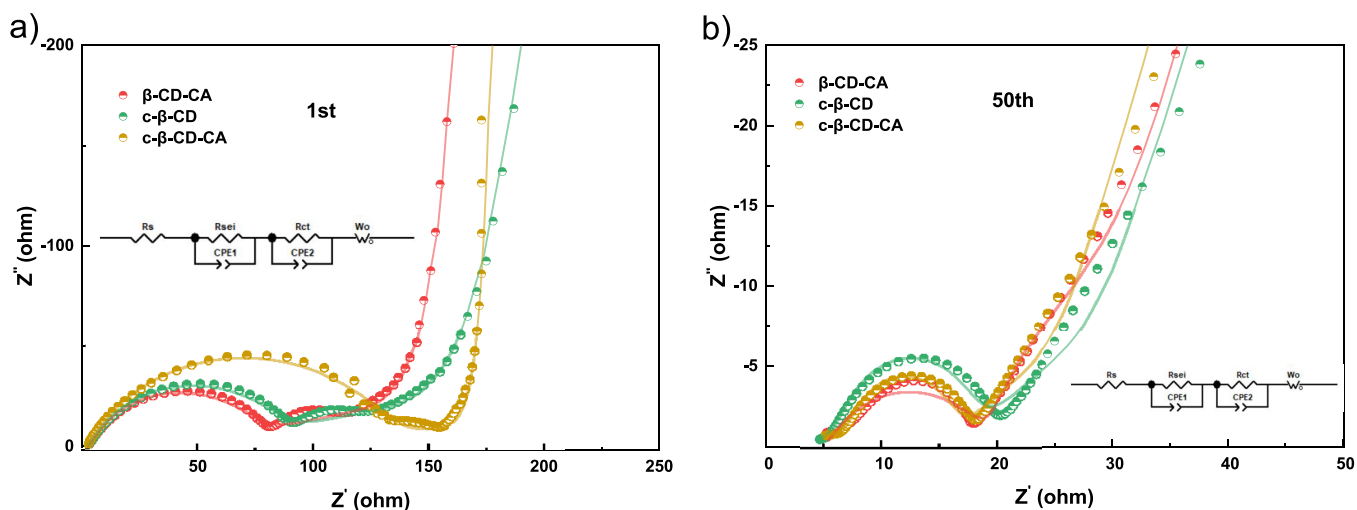 a)
-200
-100
0
Z'' (ohm)
β-CD-CA
c-β-CD
c-β-CD-CA
1st
Rs Rsei Rct Wo
CPE1 CPE2
50 100 150 200 250
Z' (ohm)
b)
-25
-20
-15
-10
-5
Z'' (ohm)
β-CD-CA
c-β-CD
c-β-CD-CA
50th
Rs Rsei Rct Wo
CPE1 CPE2
0 10 20 30 40 50
Z' (ohm)